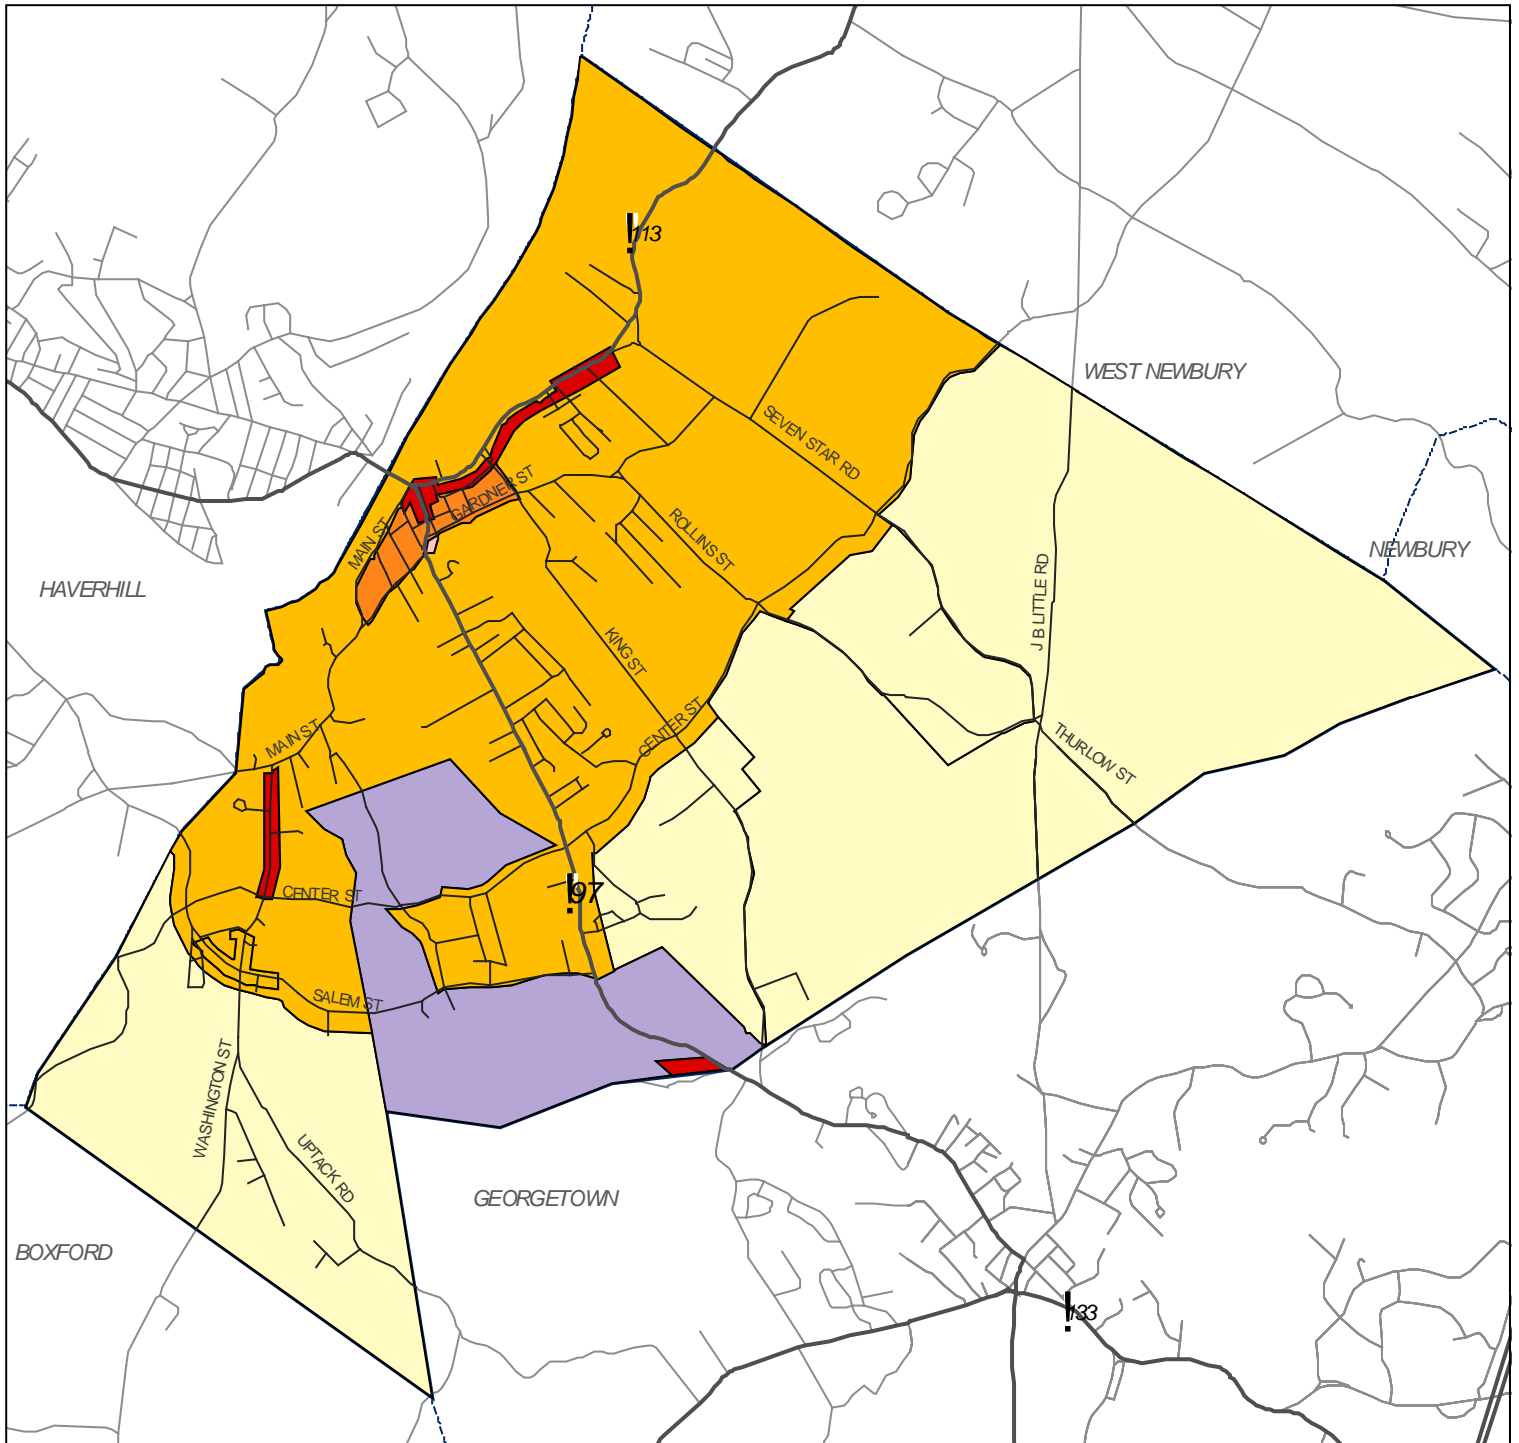 113
WEST NEWBURY
SEVEN STAR RD
GARDNER ST
ROLLINS ST
MAIN ST
NEWBURY
HAVERHILL
J B LITTLE RD
KING ST
CENTER ST
MAIN ST
THURLOW ST
CENTER ST
97
SALEM ST
WASHINGTON ST
UPTACK RD
GEORGETOWN
BOXFORD
133